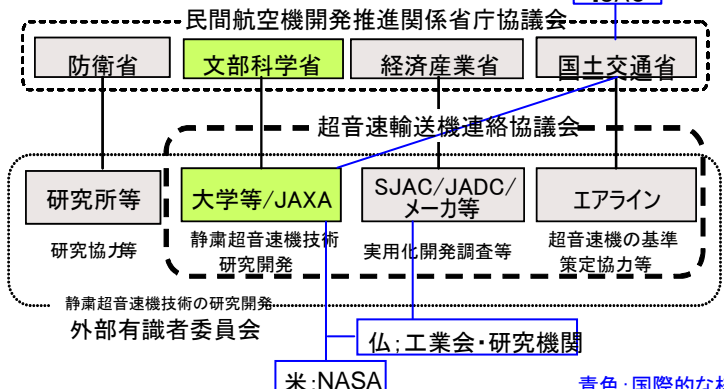 民間航空機開発推進関係省庁協議会
防衛省
文部科学省
経済産業省
国土交通省
超音速輸送機連絡協議会
研究所等
大学等/JAXA
SJAC/JADC/
メーカ等
エアライン
研究協力等
静粛超音速機技術
研究開発
実用化開発調査等
超音速機の基準
策定協力等
静粛超音速機技術の研究開発
外部有識者委員会
仏；工業会・研究機関
米；NASA
青色：国際的な